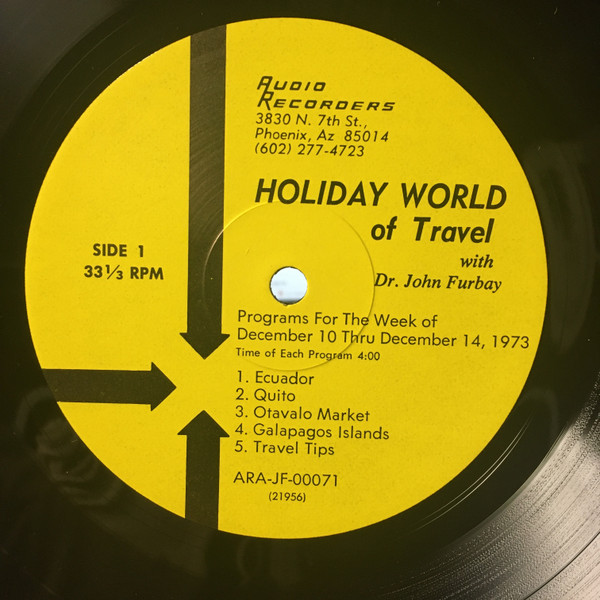 AUDIO
RECORDERS
3830 N. 7th St.,
Phoenix, Az 85014
(602) 277-4723
HOLIDAY WORLD
of Travel
with
Dr. John Furbay
SIDE 1
33⅓ RPM
Programs For The Week of
December 10 Thru December 14, 1973
Time of Each Program 4:00
1. Ecuador
2. Quito
3. Otavalo Market
4. Galapagos Islands
5. Travel Tips
ARA-JF-00071
(21956)